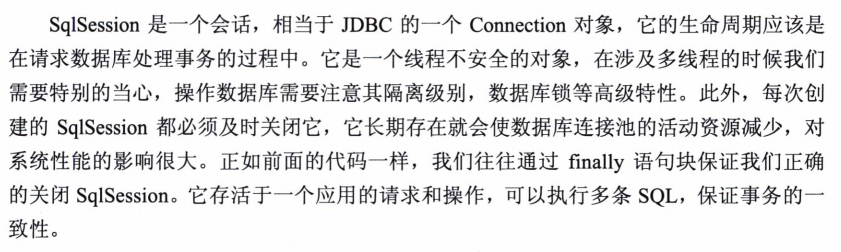 SqlSession 是一个会话，相当于 JDBC 的一个 Connection 对象，它的生命周期应该是
在请求数据库处理事务的过程中。它是一个线程不安全的对象，在涉及多线程的时候我们
需要特别的当心，操作数据库需要注意其隔离级别，数据库锁等高级特性。此外，每次创
建的 SqlSession 都必须及时关闭它，它长期存在就会使数据库连接池的活动资源减少，对
系统性能的影响很大。正如前面的代码一样，我们往往通过 finally 语句块保证我们正确
的关闭 SqlSession。它存活于一个应用的请求和操作，可以执行多条 SQL，保证事务的一
致性。